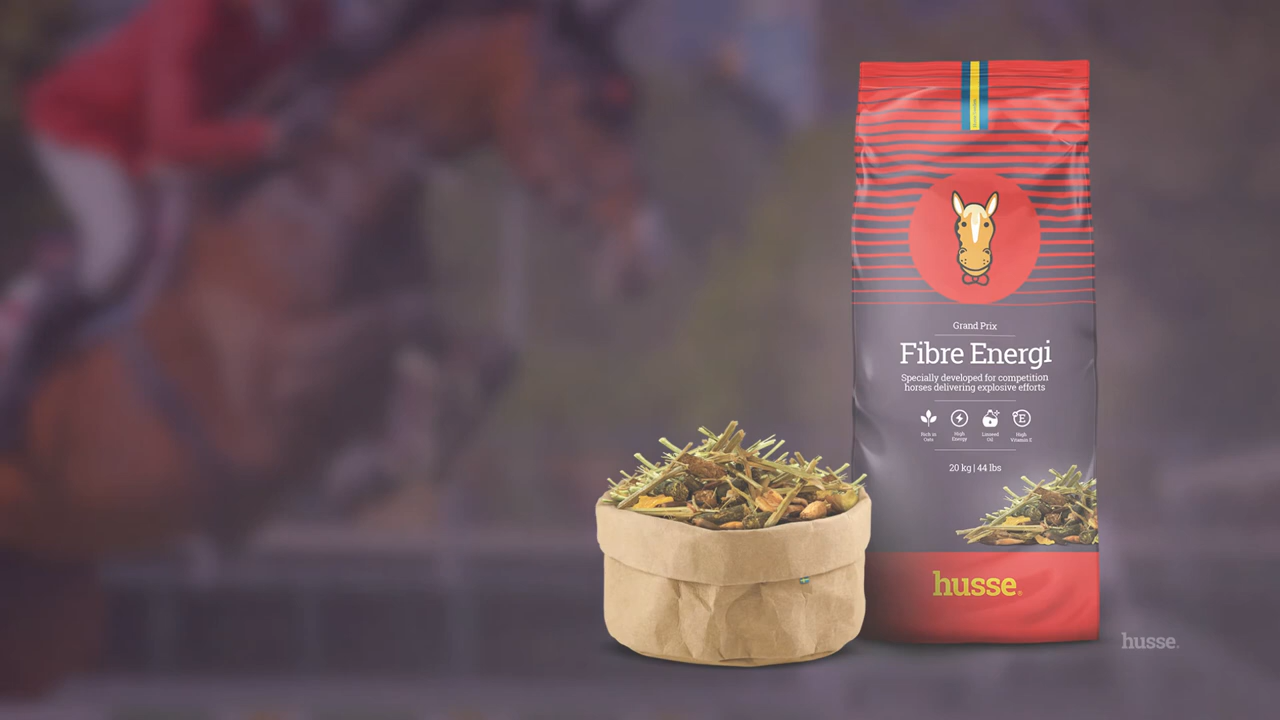 Grand Prix
Fibre Energi
Specially developed for competition
horses delivering explosive efforts
Rich in
Oats
High
Energy
Linseed
Oil
High
Vitamin E
20 kg | 44 lbs
husse.
husse.